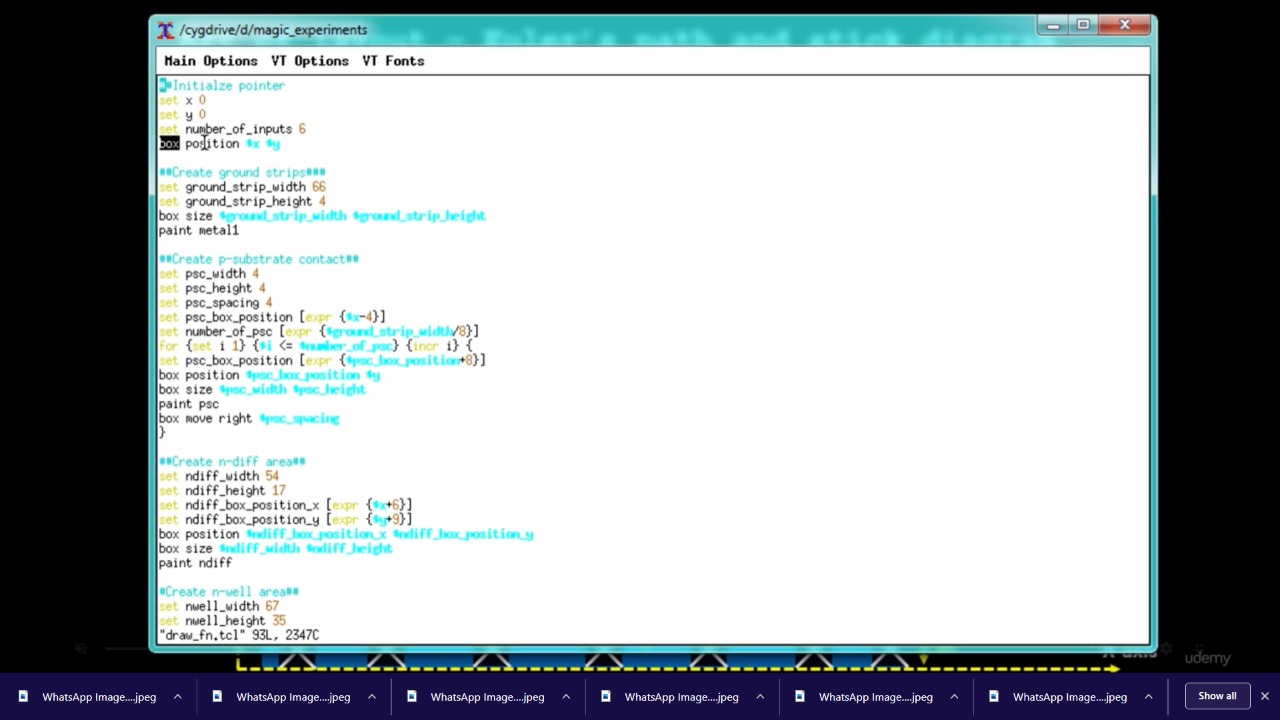 /cygdrive/d/magic_experiments
Main Options VT Options VT Fonts
##Initialze pointer
set x 0
set y 0
set number_of_inputs 6
box position $x $y
##Create ground strips###
set ground_strip_width 66
set ground_strip_height 4
box size $ground_strip_width $ground_strip_height
paint metal1
##Create p-substrate contact##
set psc_width 4
set psc_height 4
set psc_spacing 4
set psc_box_position [expr {$x-4}]
set number_of_psc [expr {$ground_strip_width/8}]
for {set i 1} {$i <= $number_of_psc} {incr i} {
set psc_box_position [expr {$psc_box_position+8}]
box position $psc_box_position $y
box size $psc_width $psc_height
paint psc
box move right $psc_spacing
}
##Create n-diff area##
set ndiff_width 54
set ndiff_height 17
set ndiff_box_position_x [expr {$x+6}]
set ndiff_box_position_y [expr {$y+9}]
box position $ndiff_box_position_x $ndiff_box_position_y
box size $ndiff_width $ndiff_height
paint ndiff
#Create n-well area##
set nwell_width 67
set nwell_height 35
"draw_fn.tcl" 93L, 2347C
udemy
WhatsApp Image....jpeg
WhatsApp Image....jpeg
WhatsApp Image....jpeg
WhatsApp Image....jpeg
WhatsApp Image....jpeg
WhatsApp Image....jpeg
Show all